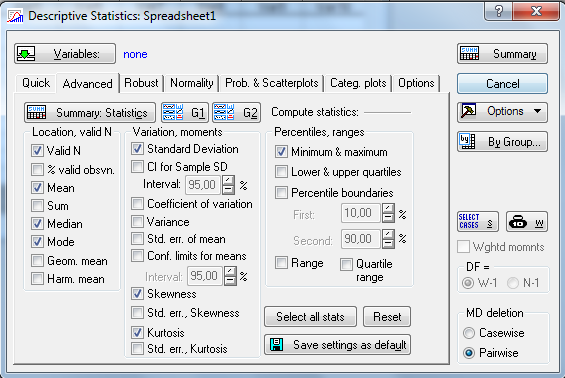 Descriptive Statistics: Spreadsheet1
Variables: none
Summary
Quick Advanced Robust Normality Prob. & Scatterplots Categ. plots Options
Cancel
SUMM Summary: Statistics G1 G2 Compute statistics:
Options
By Group...
Location, valid N
Valid N
% valid obsvn.
Mean
Sum
Median
Mode
Geom. mean
Harm. mean
Variation, moments
Standard Deviation
CI for Sample SD
Interval: 95,00 %
Coefficient of variation
Variance
Std. err. of mean
Conf. limits for means
Interval: 95,00 %
Skewness
Std. err., Skewness
Kurtosis
Std. err., Kurtosis
Percentiles, ranges
Minimum & maximum
Lower & upper quartiles
Percentile boundaries
First: 10,00 %
Second: 90,00 %
Range
Quartile
range
Select all stats Reset
Save settings as default
SELECT
CASES S W
Wghtd momnts
DF =
W-1 N-1
MD deletion
Casewise
Pairwise